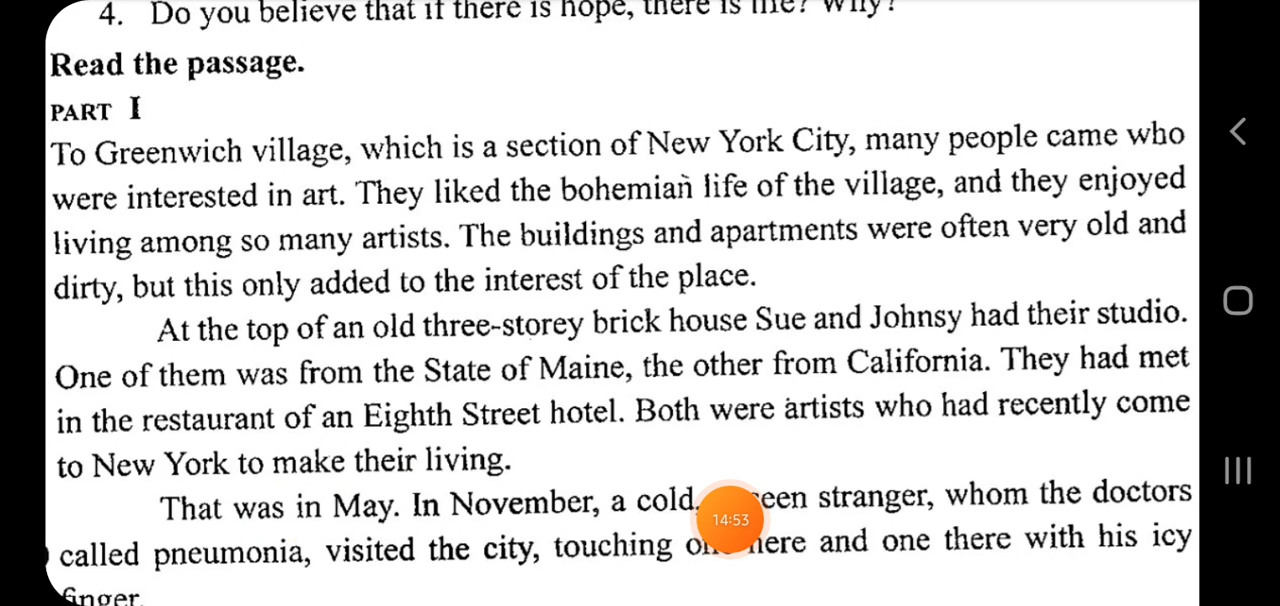 4. Do you believe that if there is hope, there is life? Why?
Read the passage.
PART I
To Greenwich village, which is a section of New York City, many people came who
were interested in art. They liked the bohemian life of the village, and they enjoyed
living among so many artists. The buildings and apartments were often very old and
dirty, but this only added to the interest of the place.
At the top of an old three-storey brick house Sue and Johnsy had their studio.
One of them was from the State of Maine, the other from California. They had met
in the restaurant of an Eighth Street hotel. Both were artists who had recently come
to New York to make their living.
That was in May. In November, a cold, stranger, whom the doctors
14:53
called pneumonia, visited the city, touching here and one there with his icy
finger.